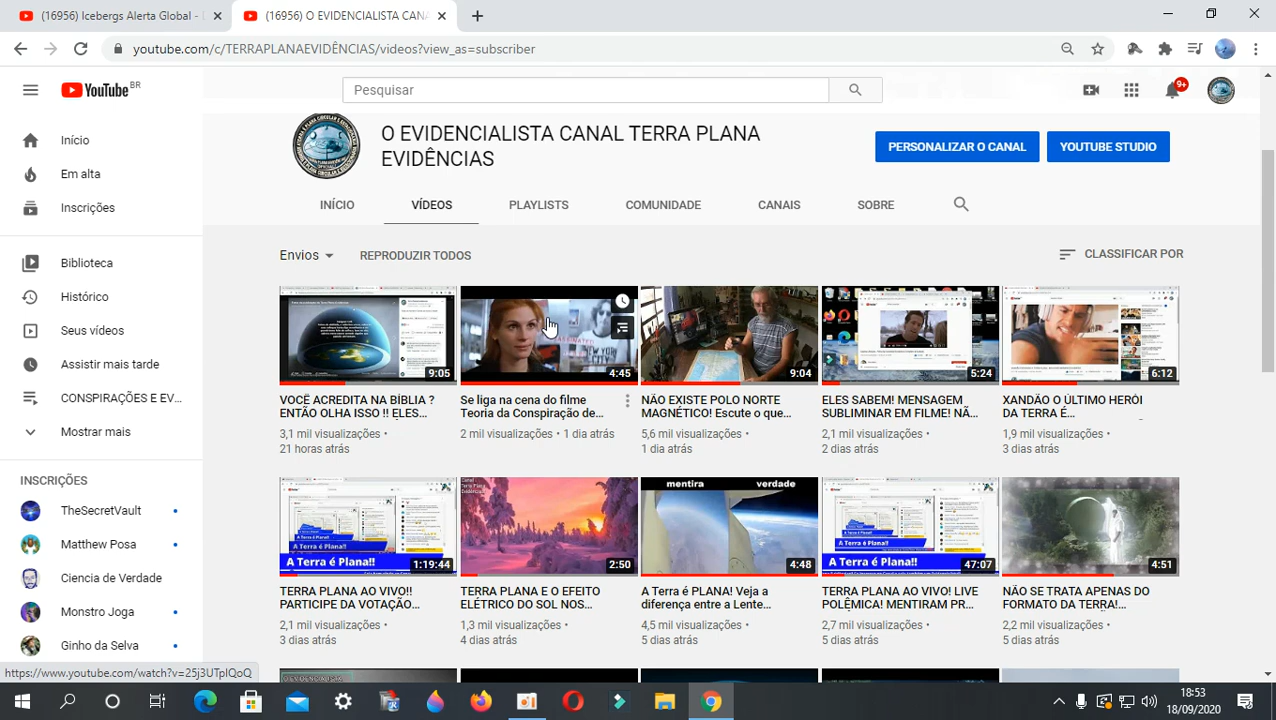 (16956) Icebergs Alerta Global -
(16956) O EVIDENCIALISTA CANA
youtube.com/c/TERRAPLANAEVIDÊNCIAS/videos?view_as=subscriber
YouTube BR
Pesquisar
9+
O EVIDENCIALISTA CANAL TERRA PLANA
EVIDÊNCIAS
PERSONALIZAR O CANAL
YOUTUBE STUDIO
INÍCIO
VÍDEOS
PLAYLISTS
COMUNIDADE
CANAIS
SOBRE
Início
Em alta
Inscrições
Biblioteca
Histórico
Seus vídeos
Assistir mais tarde
CONSPIRAÇÕES E EV...
Mostrar mais
INSCRIÇÕES
TheSecretVault
Matthew Posa
Ciencia de Verdade
Monstro Joga
Ginho da Selva
Envios
REPRODUZIR TODOS
CLASSIFICAR POR
9:05
VOCÊ ACREDITA NA BÍBLIA ?
ENTÃO OLHA ISSO !! ELES...
3,1 mil visualizações •
21 horas atrás
4:45
Se liga na cena do filme
Teoria da Conspiração de...
2 mil visualizações • 1 dia atrás
9:04
NÃO EXISTE POLO NORTE
MAGNÉTICO! Escute o que...
5,6 mil visualizações •
1 dia atrás
5:24
ELES SABEM! MENSAGEM
SUBLIMINAR EM FILME! NÃ...
2,1 mil visualizações •
2 dias atrás
6:12
XANDÃO O ÚLTIMO HERÓI
DA TERRA É...
1,9 mil visualizações •
3 dias atrás
A Terra é Plana!!
1:19:44
TERRA PLANA AO VIVO!!
PARTICIPE DA VOTAÇÃO...
2,1 mil visualizações •
3 dias atrás
2:50
TERRA PLANA E O EFEITO
ELÉTRICO DO SOL NOS...
1,3 mil visualizações •
4 dias atrás
mentira verdade
4:48
A Terra é PLANA! Veja a
diferença entre a Lente...
4,5 mil visualizações •
5 dias atrás
A Terra é Plana!!
47:07
TERRA PLANA AO VIVO! LIVE
POLÊMICA! MENTIRAM PR...
2,7 mil visualizações •
5 dias atrás
4:51
NÃO SE TRATA APENAS DO
FORMATO DA TERRA!...
2,2 mil visualizações •
5 dias atrás
https://www.youtube.com/watch?v=25j3UTplQoQ
18:53
18/09/2020